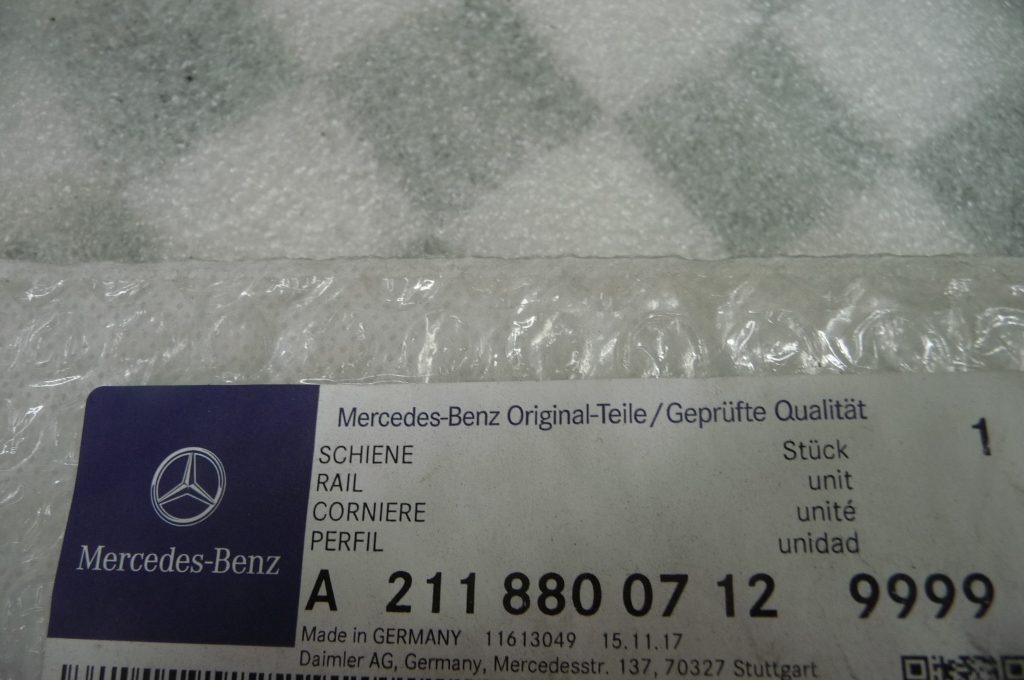 Mercedes-Benz Original-Teile/Geprüfte Qualität
SCHIENE Stück 1
RAIL unit
CORNIERE unité
PERFIL unidad
Mercedes-Benz
A 211 880 07 12 9999
Made in GERMANY 11613049 15.11.17
Daimler AG, Germany, Mercedesstr. 137, 70327 Stuttgart